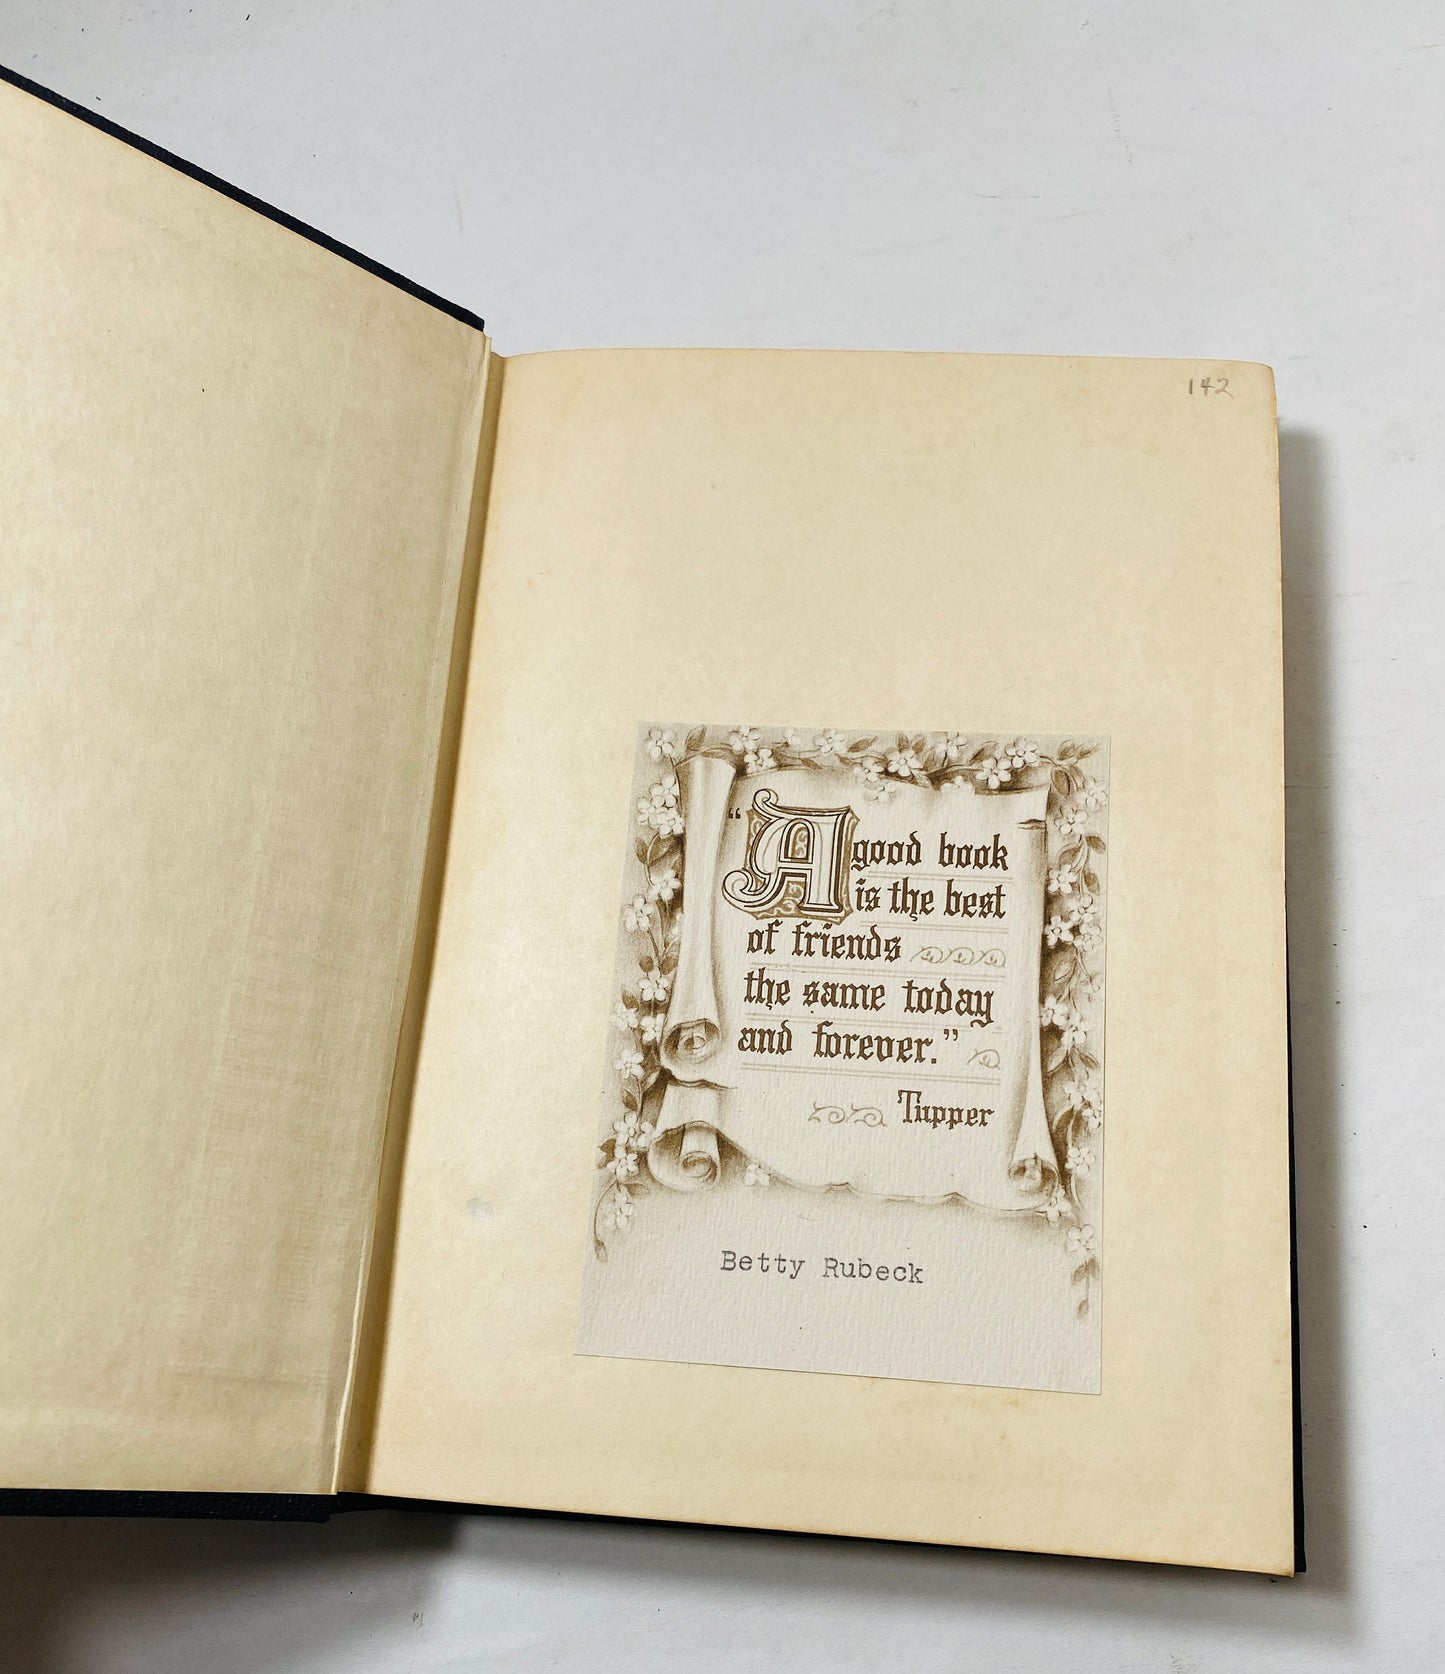 142
“A good book
is the best
of friends
the same today
and forever.”
Tupper
Betty Rubeck